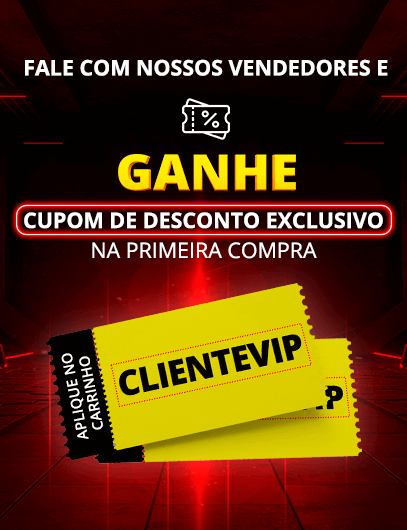 FALE COM NOSSOS VENDEDORES E
%
GANHE
CUPOM DE DESCONTO EXCLUSIVO
NA PRIMEIRA COMPRA
APLIQUE NO
CARRINHO
CLIENTEVIP